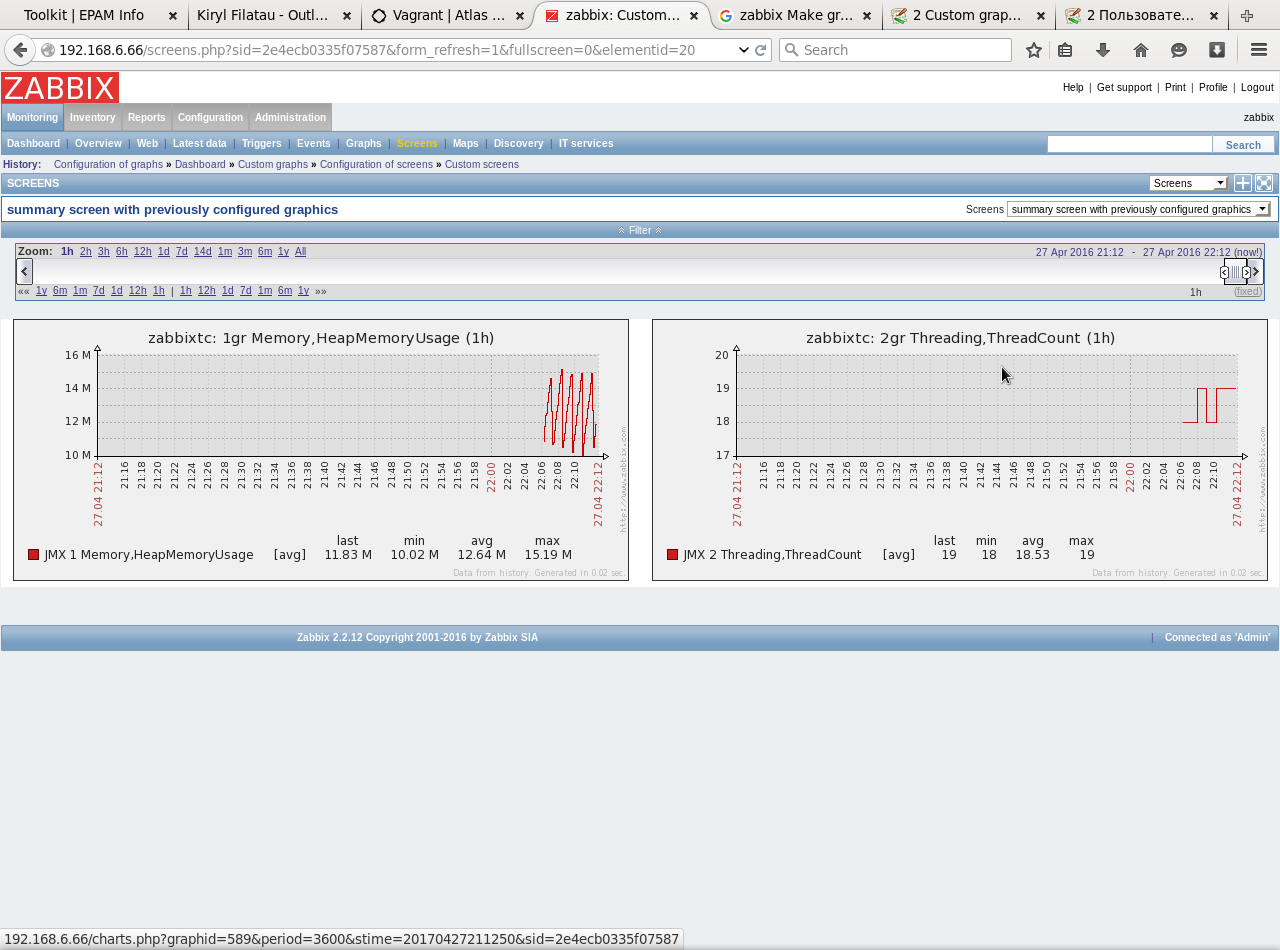 Toolkit | EPAM Info
Kiryl Filatau - Outl...
Vagrant | Atlas ...
zabbix: Custom...
zabbix Make gr...
2 Custom grap...
2 Пользовате...
192.168.6.66/screens.php?sid=2e4ecb0335f07587&form_refresh=1&fullscreen=0&elementid=20
Search
ZABBIX
Help | Get support | Print | Profile | Logout
Monitoring Inventory Reports Configuration Administration
zabbix
Dashboard | Overview | Web | Latest data | Triggers | Events | Graphs | Screens | Maps | Discovery | IT services
Search
History: Configuration of graphs » Dashboard » Custom graphs » Configuration of screens » Custom screens
SCREENS
Screens
summary screen with previously configured graphics
Screens summary screen with previously configured graphics
Filter
Zoom: 1h 2h 3h 6h 12h 1d 7d 14d 1m 3m 6m 1y All
27 Apr 2016 21:12 - 27 Apr 2016 22:12 (now!)
«« 1y 6m 1m 7d 1d 12h 1h | 1h 12h 1d 7d 1m 6m 1y »»
1h (fixed)
zabbixtc: 1gr Memory,HeapMemoryUsage (1h)
16 M
14 M
12 M
10 M
27.04 21:12 21:16 21:18 21:20 21:22 21:24 21:26 21:28 21:30 21:32 21:34 21:36 21:38 21:40 21:42 21:44 21:46 21:48 21:50 21:52 21:54 21:56 21:58 22:00 22:02 22:04 22:06 22:08 22:10 27.04 22:12
http://www.zabbix.com
last min avg max
JMX 1 Memory,HeapMemoryUsage [avg] 11.83 M 10.02 M 12.64 M 15.19 M
Data from history. Generated in 0.02 sec.
zabbixtc: 2gr Threading,ThreadCount (1h)
20
19
18
17
27.04 21:12 21:16 21:18 21:20 21:22 21:24 21:26 21:28 21:30 21:32 21:34 21:36 21:38 21:40 21:42 21:44 21:46 21:48 21:50 21:52 21:54 21:56 21:58 22:00 22:02 22:04 22:06 22:08 22:10 27.04 22:12
http://www.zabbix.com
last min avg max
JMX 2 Threading,ThreadCount [avg] 19 18 18.53 19
Data from history. Generated in 0.02 sec.
Zabbix 2.2.12 Copyright 2001-2016 by Zabbix SIA
| Connected as 'Admin'
192.168.6.66/charts.php?graphid=589&period=3600&stime=20170427211250&sid=2e4ecb0335f07587